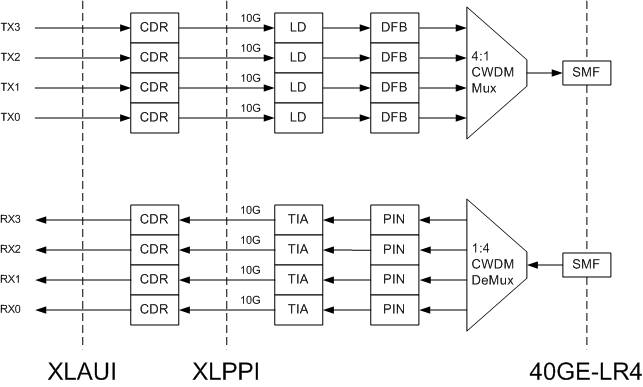 TX3 CDR 10G LD DFB
TX2 CDR 10G LD DFB
TX1 CDR 10G LD DFB
TX0 CDR 10G LD DFB
4:1
CWDM
Mux
SMF
RX3 CDR 10G TIA PIN
RX2 CDR 10G TIA PIN
RX1 CDR 10G TIA PIN
RX0 CDR 10G TIA PIN
1:4
CWDM
DeMux
SMF
XLAUI XLPPI 40GE-LR4